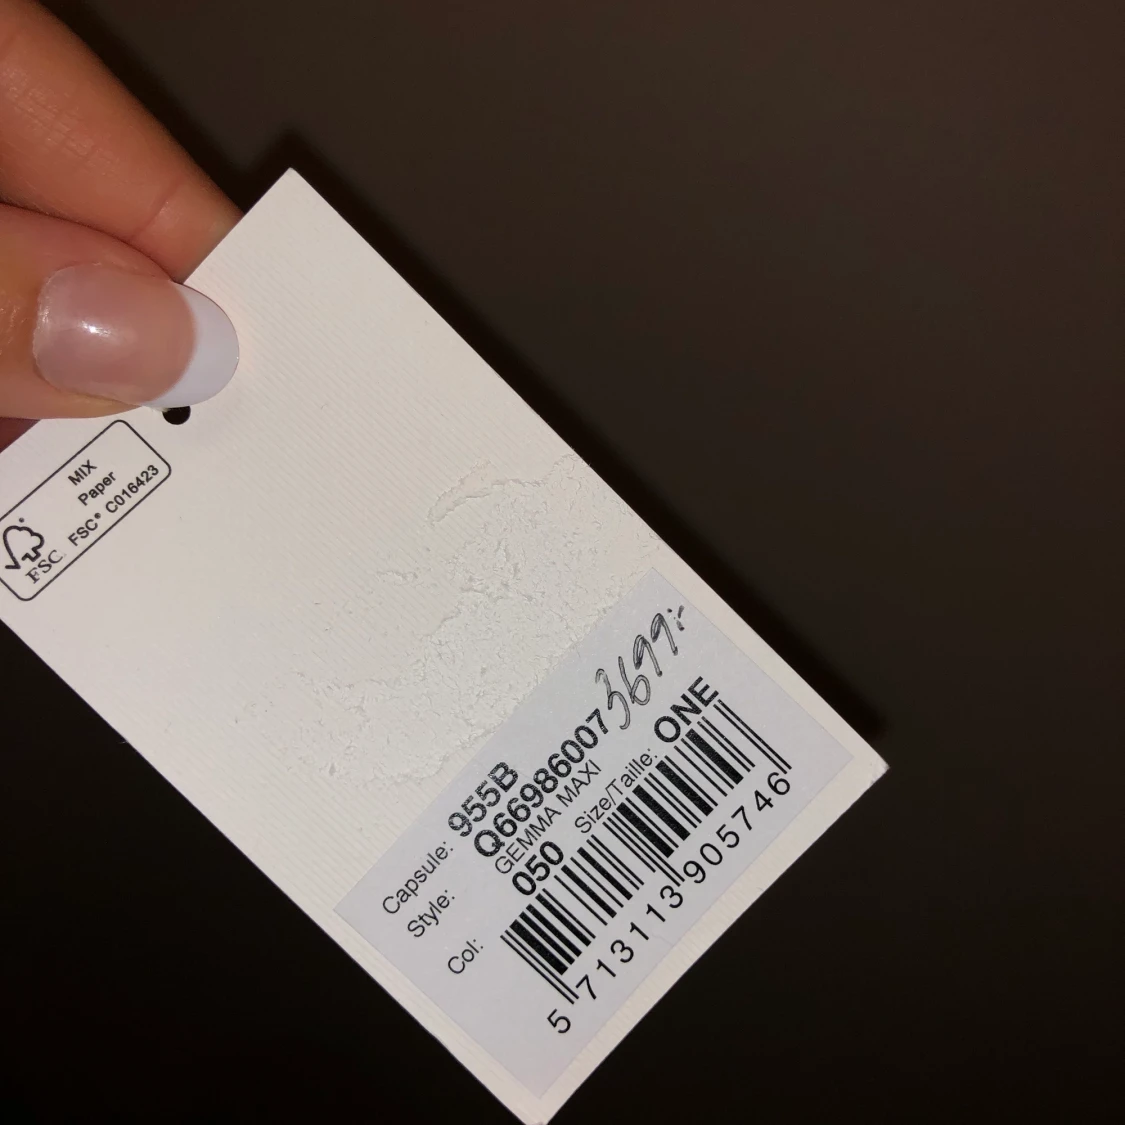 MIX
Paper
FSC® C016423
FSC
3699:-
Capsule: 955B
Style: Q66986007
GEMMA MAXI
Col: 050 Size/Taille: ONE
5 713113 905746